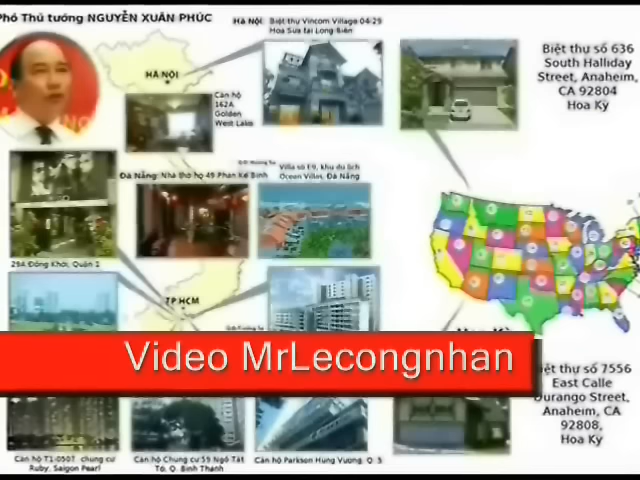 Phó Thủ tướng NGUYỄN XUÂN PHÚC
Hà Nội: Biệt thự Vincom Village 04-29
Hoa Sữa tại Long Biên
Biệt thự số 636
South Halliday
Street, Anaheim,
CA 92804
Hoa Kỳ
HÀ NỘI
Căn hộ
162A
Golden
West Lake
Đà Nẵng: Nhà thờ họ 49 Phan Kế Bính
Villa số E9, khu du lịch
Ocean Villas, Đà Nẵng
29A Đồng Khởi, Quận 1
TP.HCM
Video MrLecongnhan
Biệt thự số 7556
East Calle
Durango Street,
Anaheim, CA
92808,
Hoa Kỳ
Căn hộ T1-0507, chung cư
Ruby, Saigon Pearl
Căn hộ Chung cư 59 Ngô Tất
Tố, Q. Bình Thạnh
Căn hộ Parkson Hùng Vương, Q. 5